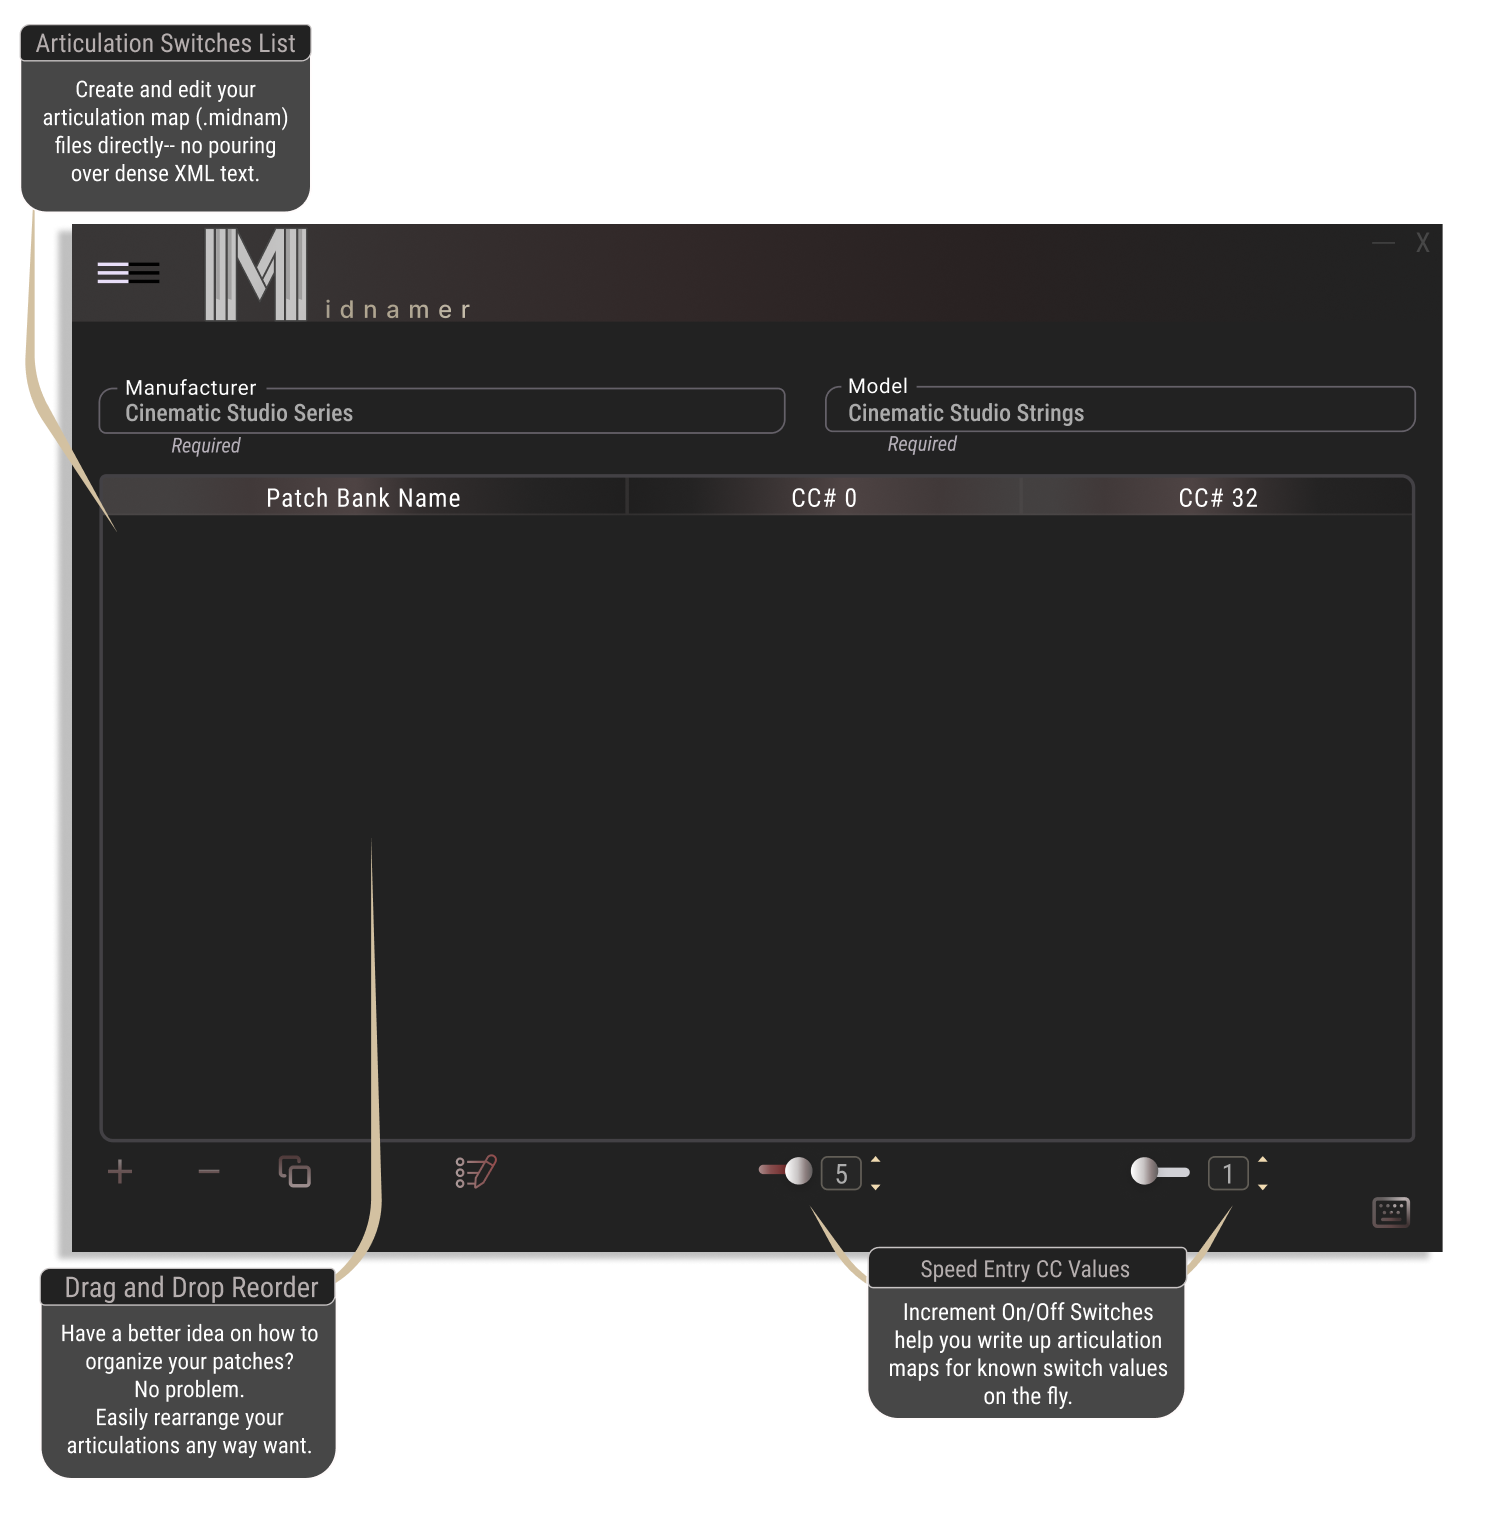 Articulation Switches List
Create and edit your
articulation map (.midnam)
files directly-- no pouring
over dense XML text.
X
M
idnamer
Manufacturer
Cinematic Studio Series
Required
Model
Cinematic Studio Strings
Required
Patch Bank Name
CC# 0
CC# 32
5
1
Drag and Drop Reorder
Have a better idea on how to
organize your patches?
No problem.
Easily rearrange your
articulations any way want.
Speed Entry CC Values
Increment On/Off Switches
help you write up articulation
maps for known switch values
on the fly.